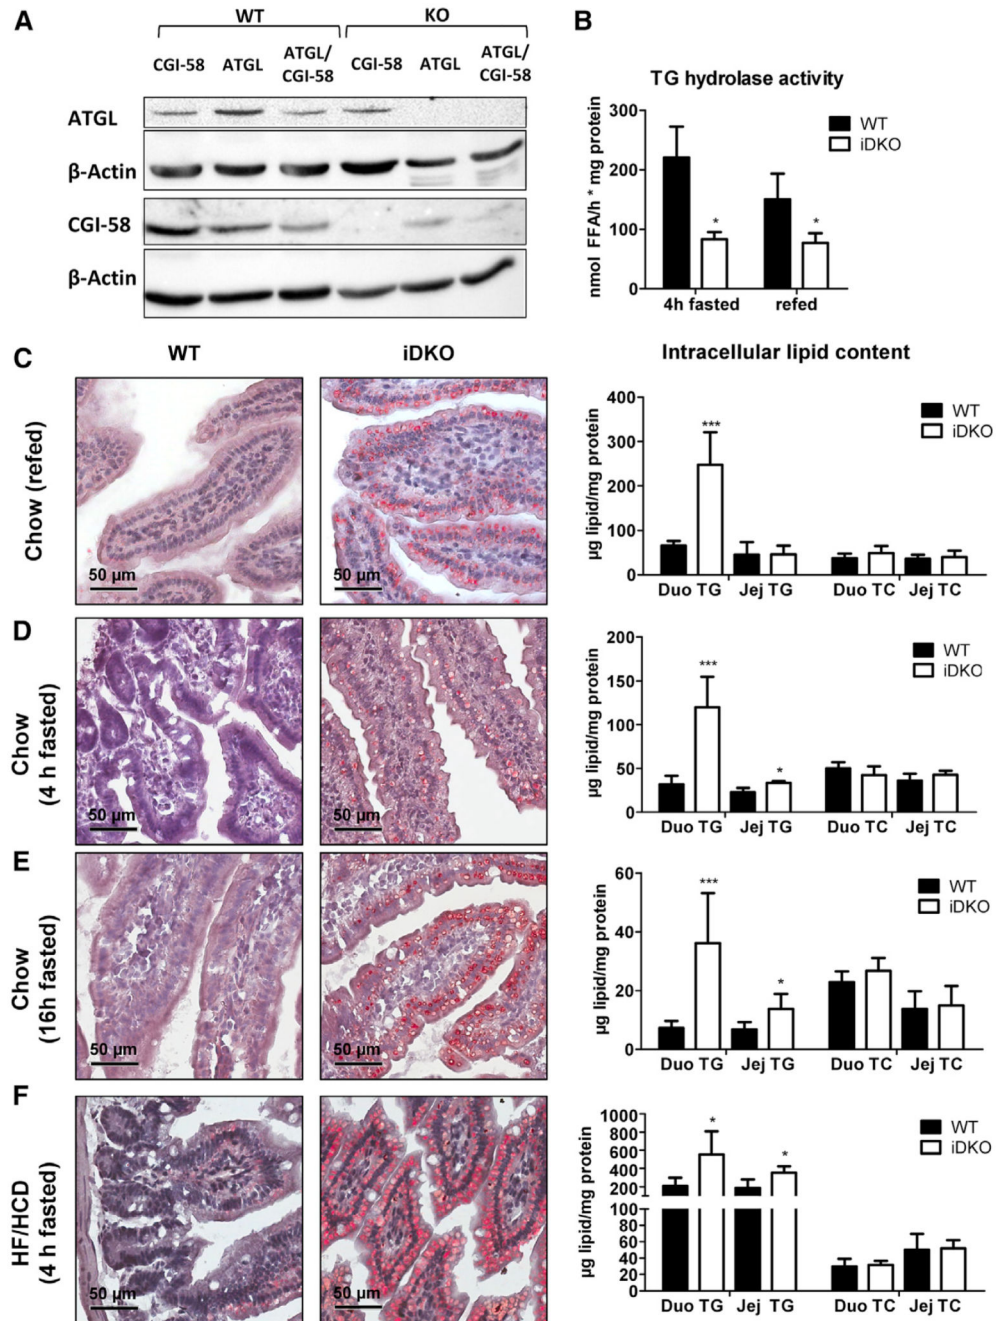 A
WT
KO
CGI-58
ATGL
ATGL/
CGI-58
CGI-58
ATGL
ATGL/
CGI-58
ATGL
β-Actin
CGI-58
β-Actin
B
TG hydrolase activity
nmol FFA/h * mg protein
300
200
100
0
*
*
4h fasted
refed
WT
iDKO
C
WT
iDKO
Chow (refed)
50 µm
50 µm
Intracellular lipid content
µg lipid/mg protein
400
300
200
100
0
***
Duo TG
Jej TG
Duo TC
Jej TC
WT
iDKO
D
Chow
(4 h fasted)
50 µm
50 µm
µg lipid/mg protein
200
150
100
50
0
***
*
Duo TG
Jej TG
Duo TC
Jej TC
WT
iDKO
E
Chow
(16h fasted)
50 µm
50 µm
µg lipid/mg protein
60
40
20
0
***
*
Duo TG
Jej TG
Duo TC
Jej TC
WT
iDKO
F
HF/HCD
(4 h fasted)
50 µm
50 µm
µg lipid/mg protein
1000
800
600
400
200
100
80
60
40
20
0
*
*
Duo TG
Jej TG
Duo TC
Jej TC
WT
iDKO